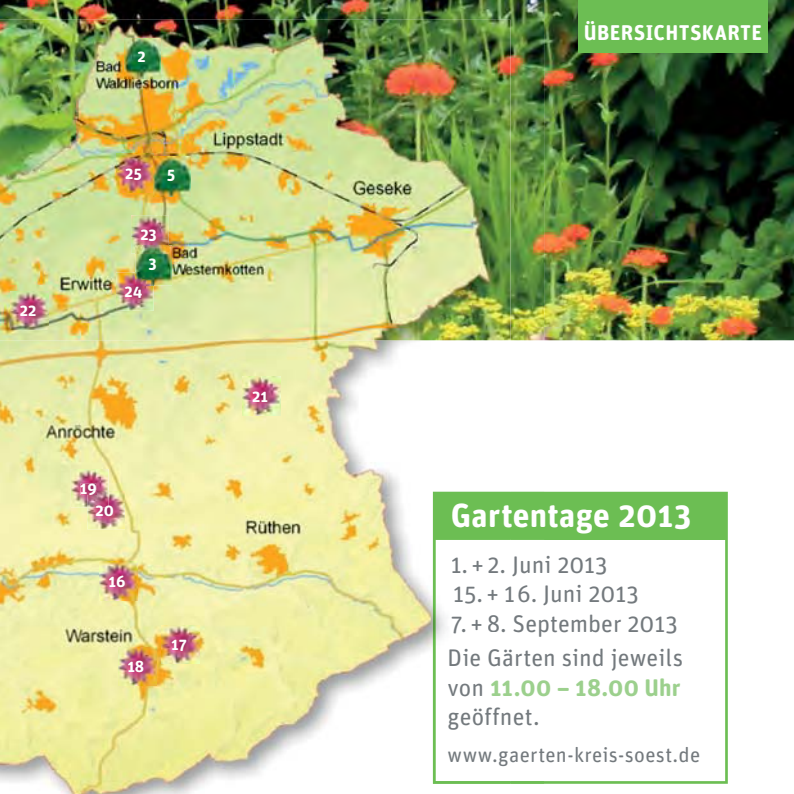 ÜBERSICHTSKARTE
2
Bad
Waldliesborn
Lippstadt
25
5
Geseke
23
Bad
Westernkotten
3
Erwitte
24
22
21
Anröchte
19
20
Rüthen
16
Warstein
17
18
Gartentage 2013
1. + 2. Juni 2013
15. + 16. Juni 2013
7. + 8. September 2013
Die Gärten sind jeweils
von 11.00 – 18.00 Uhr
geöffnet.
www.gaerten-kreis-soest.de